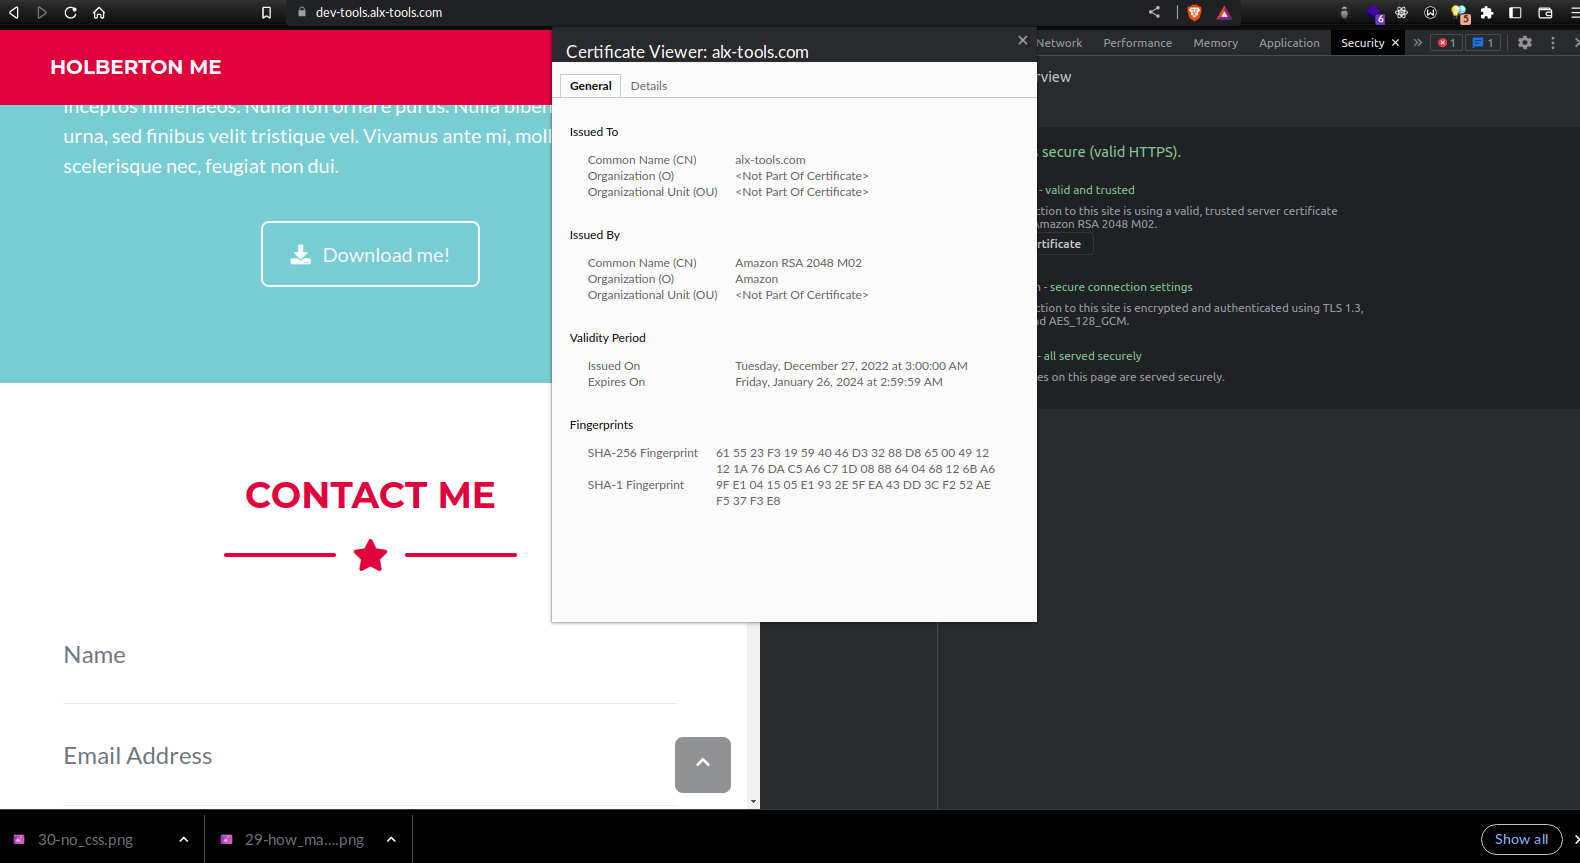 dev-tools.alx-tools.com
6
5
HOLBERTON ME
inceptos himenaeos. Nulla non ornare purus. Nulla biben
urna, sed finibus velit tristique vel. Vivamus ante mi, moll
scelerisque nec, feugiat non dui.
Download me!
CONTACT ME
Name
Email Address
Certificate Viewer: alx-tools.com
General Details
Issued To
Common Name (CN) alx-tools.com
Organization (O) <Not Part Of Certificate>
Organizational Unit (OU) <Not Part Of Certificate>
Issued By
Common Name (CN) Amazon RSA 2048 M02
Organization (O) Amazon
Organizational Unit (OU) <Not Part Of Certificate>
Validity Period
Issued On Tuesday, December 27, 2022 at 3:00:00 AM
Expires On Friday, January 26, 2024 at 2:59:59 AM
Fingerprints
SHA-256 Fingerprint 61 55 23 F3 19 59 40 46 D3 32 88 D8 65 00 49 12
12 1A 76 DA C5 A6 C7 1D 08 88 64 04 68 12 6B A6
SHA-1 Fingerprint 9F E1 04 15 05 E1 93 2E 5F EA 43 DD 3C F2 52 AE
F5 37 F3 E8
Network Performance Memory Application Security 1 1
rview
secure (valid HTTPS).
- valid and trusted
ction to this site is using a valid, trusted server certificate
Amazon RSA 2048 M02.
rtificate
n - secure connection settings
ction to this site is encrypted and authenticated using TLS 1.3,
nd AES_128_GCM.
- all served securely
es on this page are served securely.
30-no_css.png
29-how_ma....png
Show all